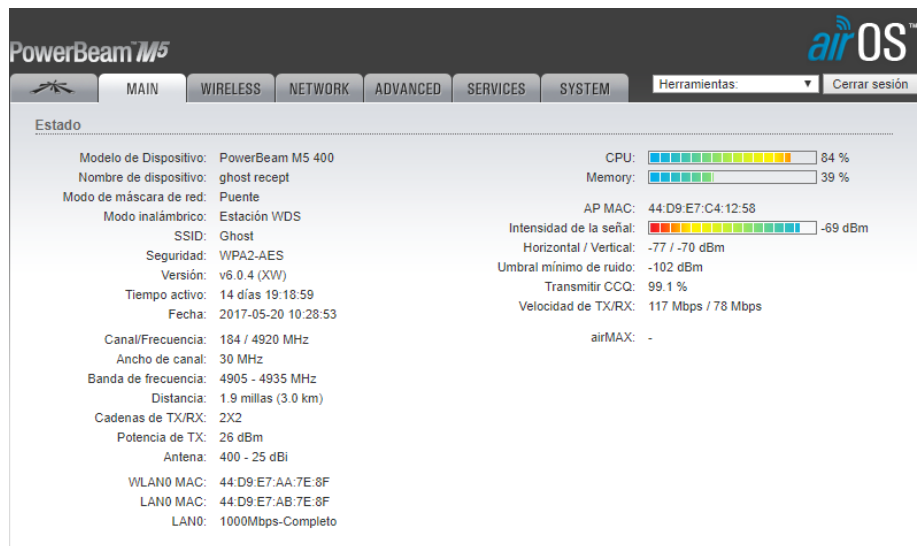 PowerBeam™M5
airOS™
MAIN WIRELESS NETWORK ADVANCED SERVICES SYSTEM Herramientas: Cerrar sesión
Estado
Modelo de Dispositivo: PowerBeam M5 400
Nombre de dispositivo: ghost recept
Modo de máscara de red: Puente
Modo inalámbrico: Estación WDS
SSID: Ghost
Seguridad: WPA2-AES
Versión: v6.0.4 (XW)
Tiempo activo: 14 días 19:18:59
Fecha: 2017-05-20 10:28:53
Canal/Frecuencia: 184 / 4920 MHz
Ancho de canal: 30 MHz
Banda de frecuencia: 4905 - 4935 MHz
Distancia: 1.9 millas (3.0 km)
Cadenas de TX/RX: 2X2
Potencia de TX: 26 dBm
Antena: 400 - 25 dBi
WLAN0 MAC: 44:D9:E7:AA:7E:8F
LAN0 MAC: 44:D9:E7:AB:7E:8F
LAN0: 1000Mbps-Completo
CPU: 84 %
Memory: 39 %
AP MAC: 44:D9:E7:C4:12:58
Intensidad de la señal: -69 dBm
Horizontal / Vertical: -77 / -70 dBm
Umbral mínimo de ruido: -102 dBm
Transmitir CCQ: 99.1 %
Velocidad de TX/RX: 117 Mbps / 78 Mbps
airMAX: -